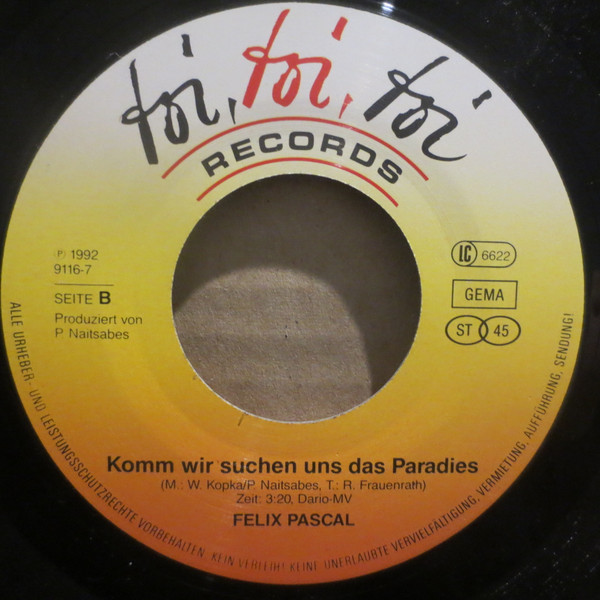 toi, toi, toi
RECORDS
℗ 1992
9116-7
SEITE B
Produziert von
P. Naitsabes
LC 6622
GEMA
ST 45
Komm wir suchen uns das Paradies
(M.: W. Kopka/P. Naitsabes, T.: R. Frauenrath)
Zeit: 3:20, Dario-MV
FELIX PASCAL
ALLE URHEBER- UND LEISTUNGSSCHUTZRECHTE VORBEHALTEN. KEIN VERLEIH! KEINE UNERLAUBTE VERVIELFÄLTIGUNG, VERMIETUNG, AUFFÜHRUNG, SENDUNG!